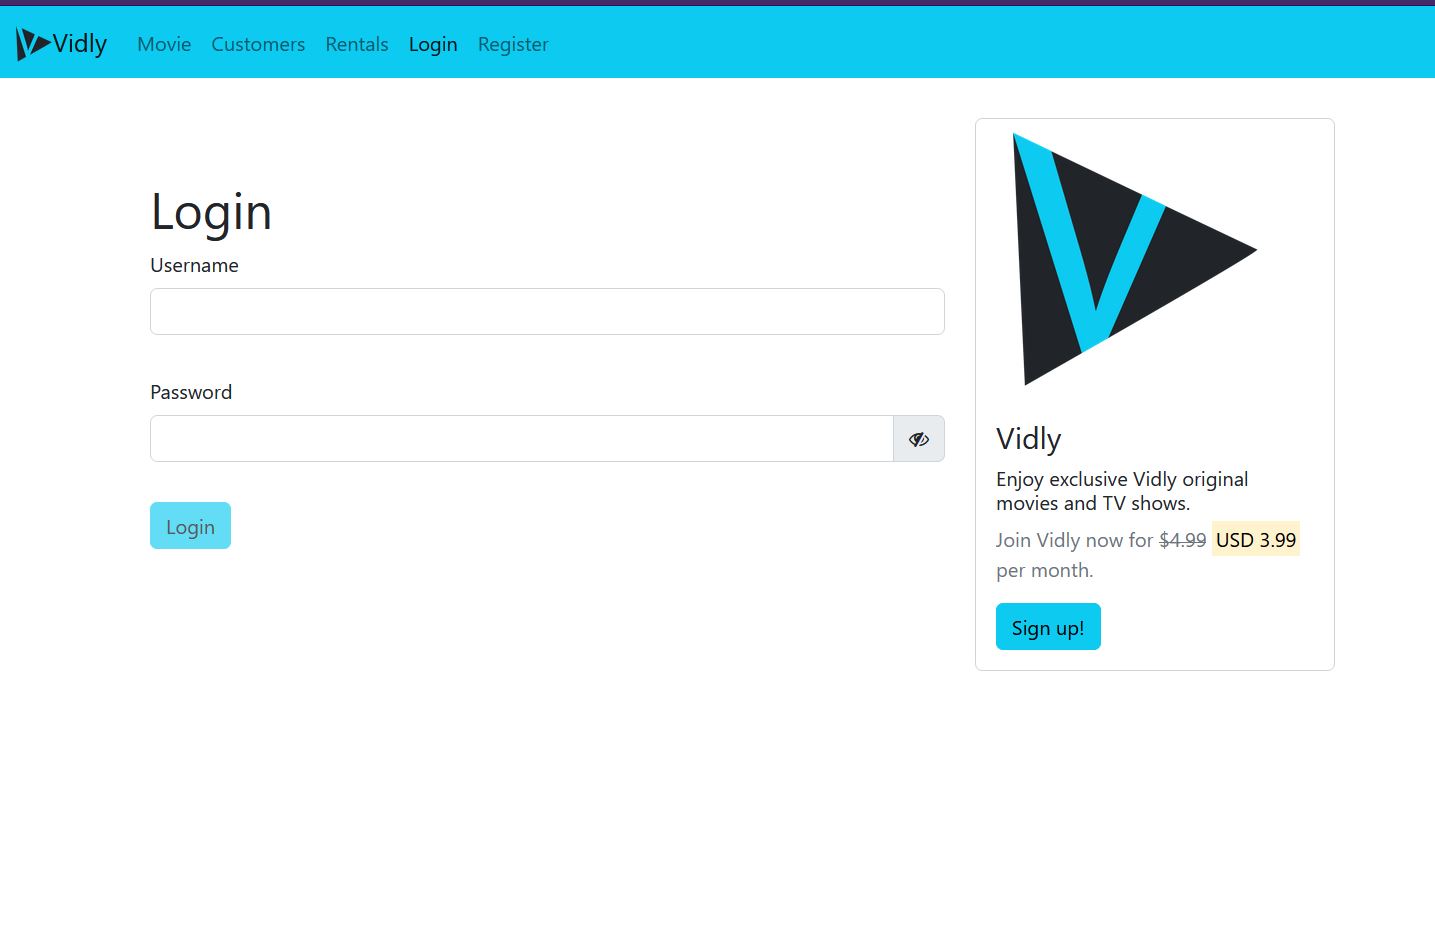 Vidly Movie Customers Rentals Login Register
Login
Username
Password
Login
Vidly
Enjoy exclusive Vidly original
movies and TV shows.
Join Vidly now for $4.99 USD 3.99
per month.
Sign up!